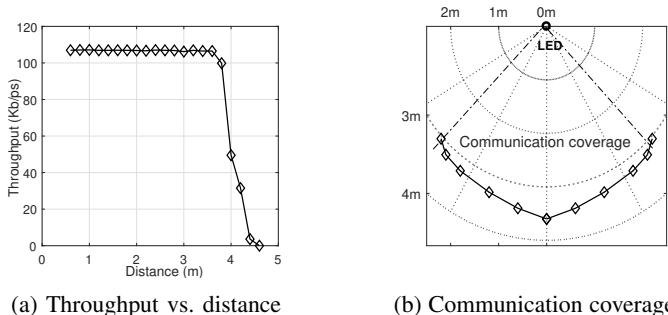 120
100
80
60
40
20
0
Throughput (Kb/ps)
0 1 2 3 4 5
Distance (m)
(a) Throughput vs. distance
2m 1m 0m
LED
3m
Communication coverage
4m
(b) Communication coverage